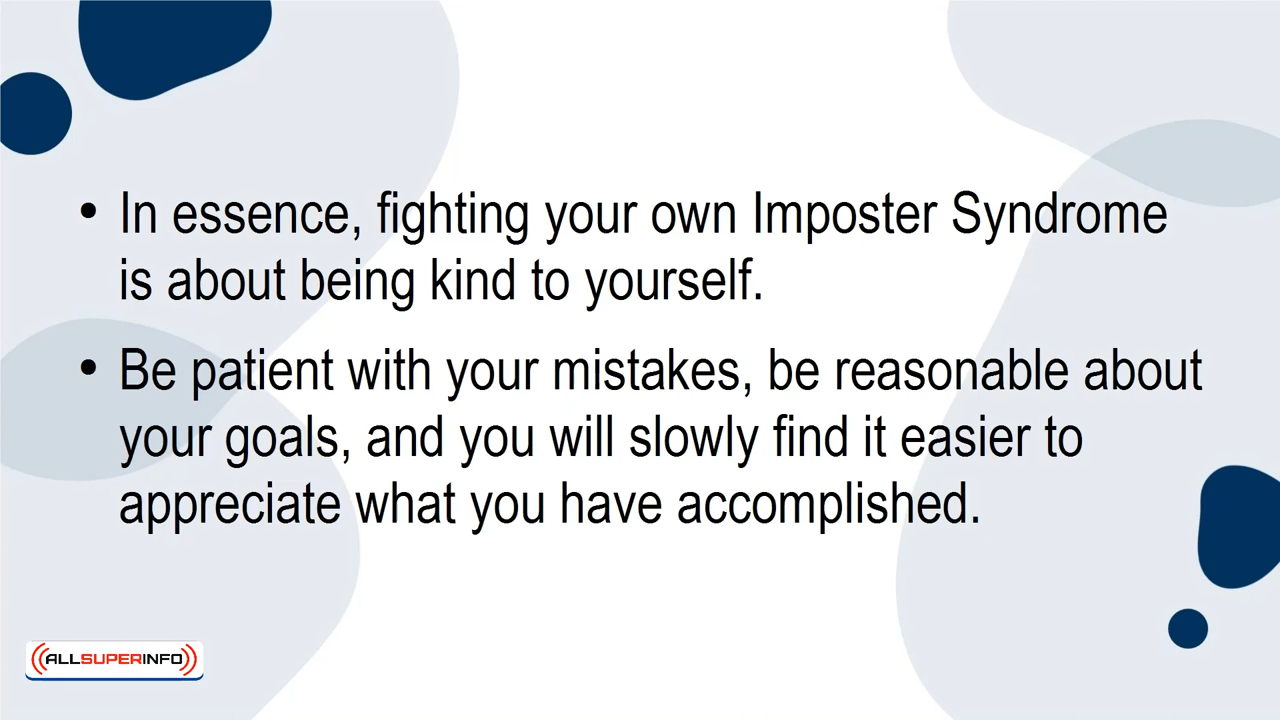 • In essence, fighting your own Imposter Syndrome
is about being kind to yourself.
• Be patient with your mistakes, be reasonable about
your goals, and you will slowly find it easier to
appreciate what you have accomplished.
ALLSUPERINFO